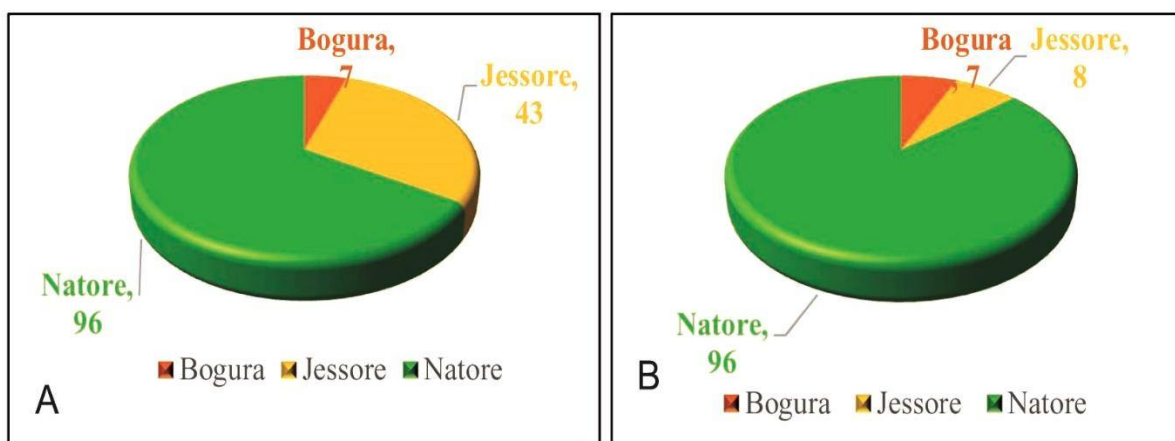 Bogura,
7
Jessore,
43
Natore,
96
Bogura Jessore Natore
A
Bogura
, 7
Jessore,
8
Natore,
96
Bogura Jessore Natore
B